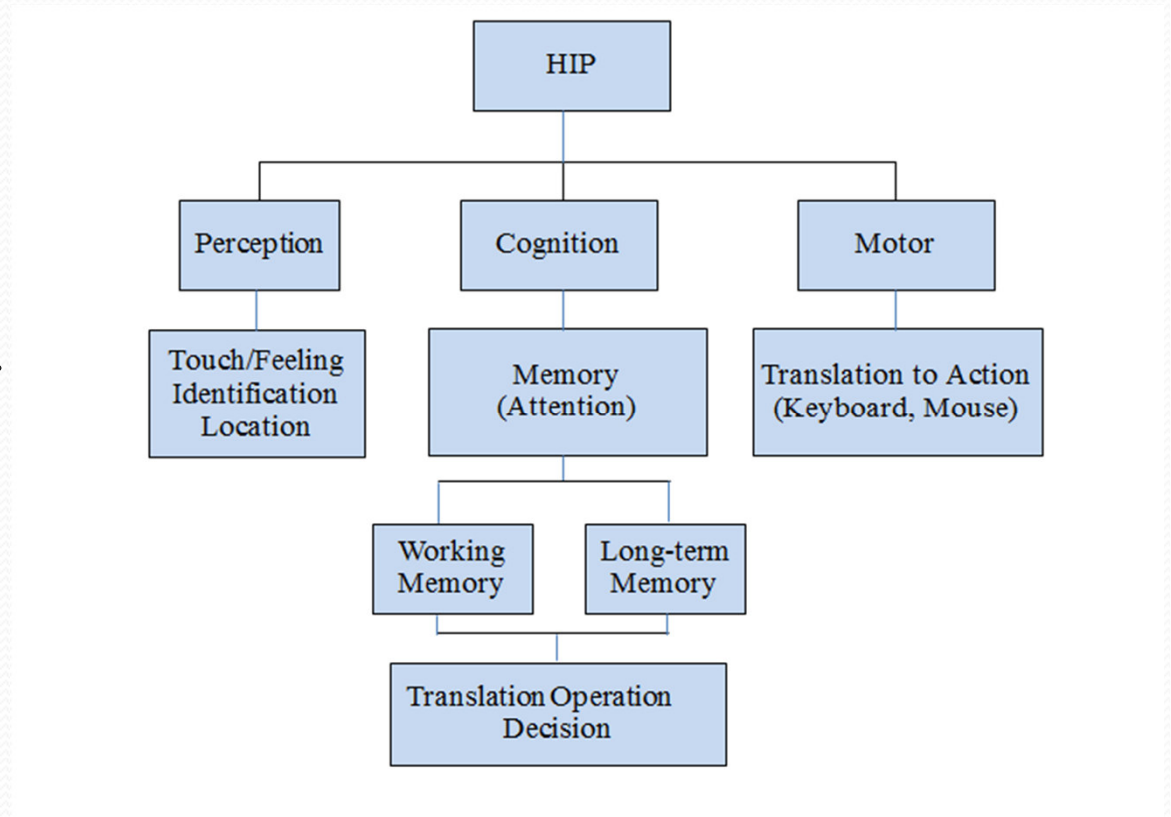 HIP
Perception
Cognition
Motor
Touch/Feeling
Identification
Location
Memory
(Attention)
Translation to Action
(Keyboard, Mouse)
Working
Memory
Long-term
Memory
Translation Operation
Decision